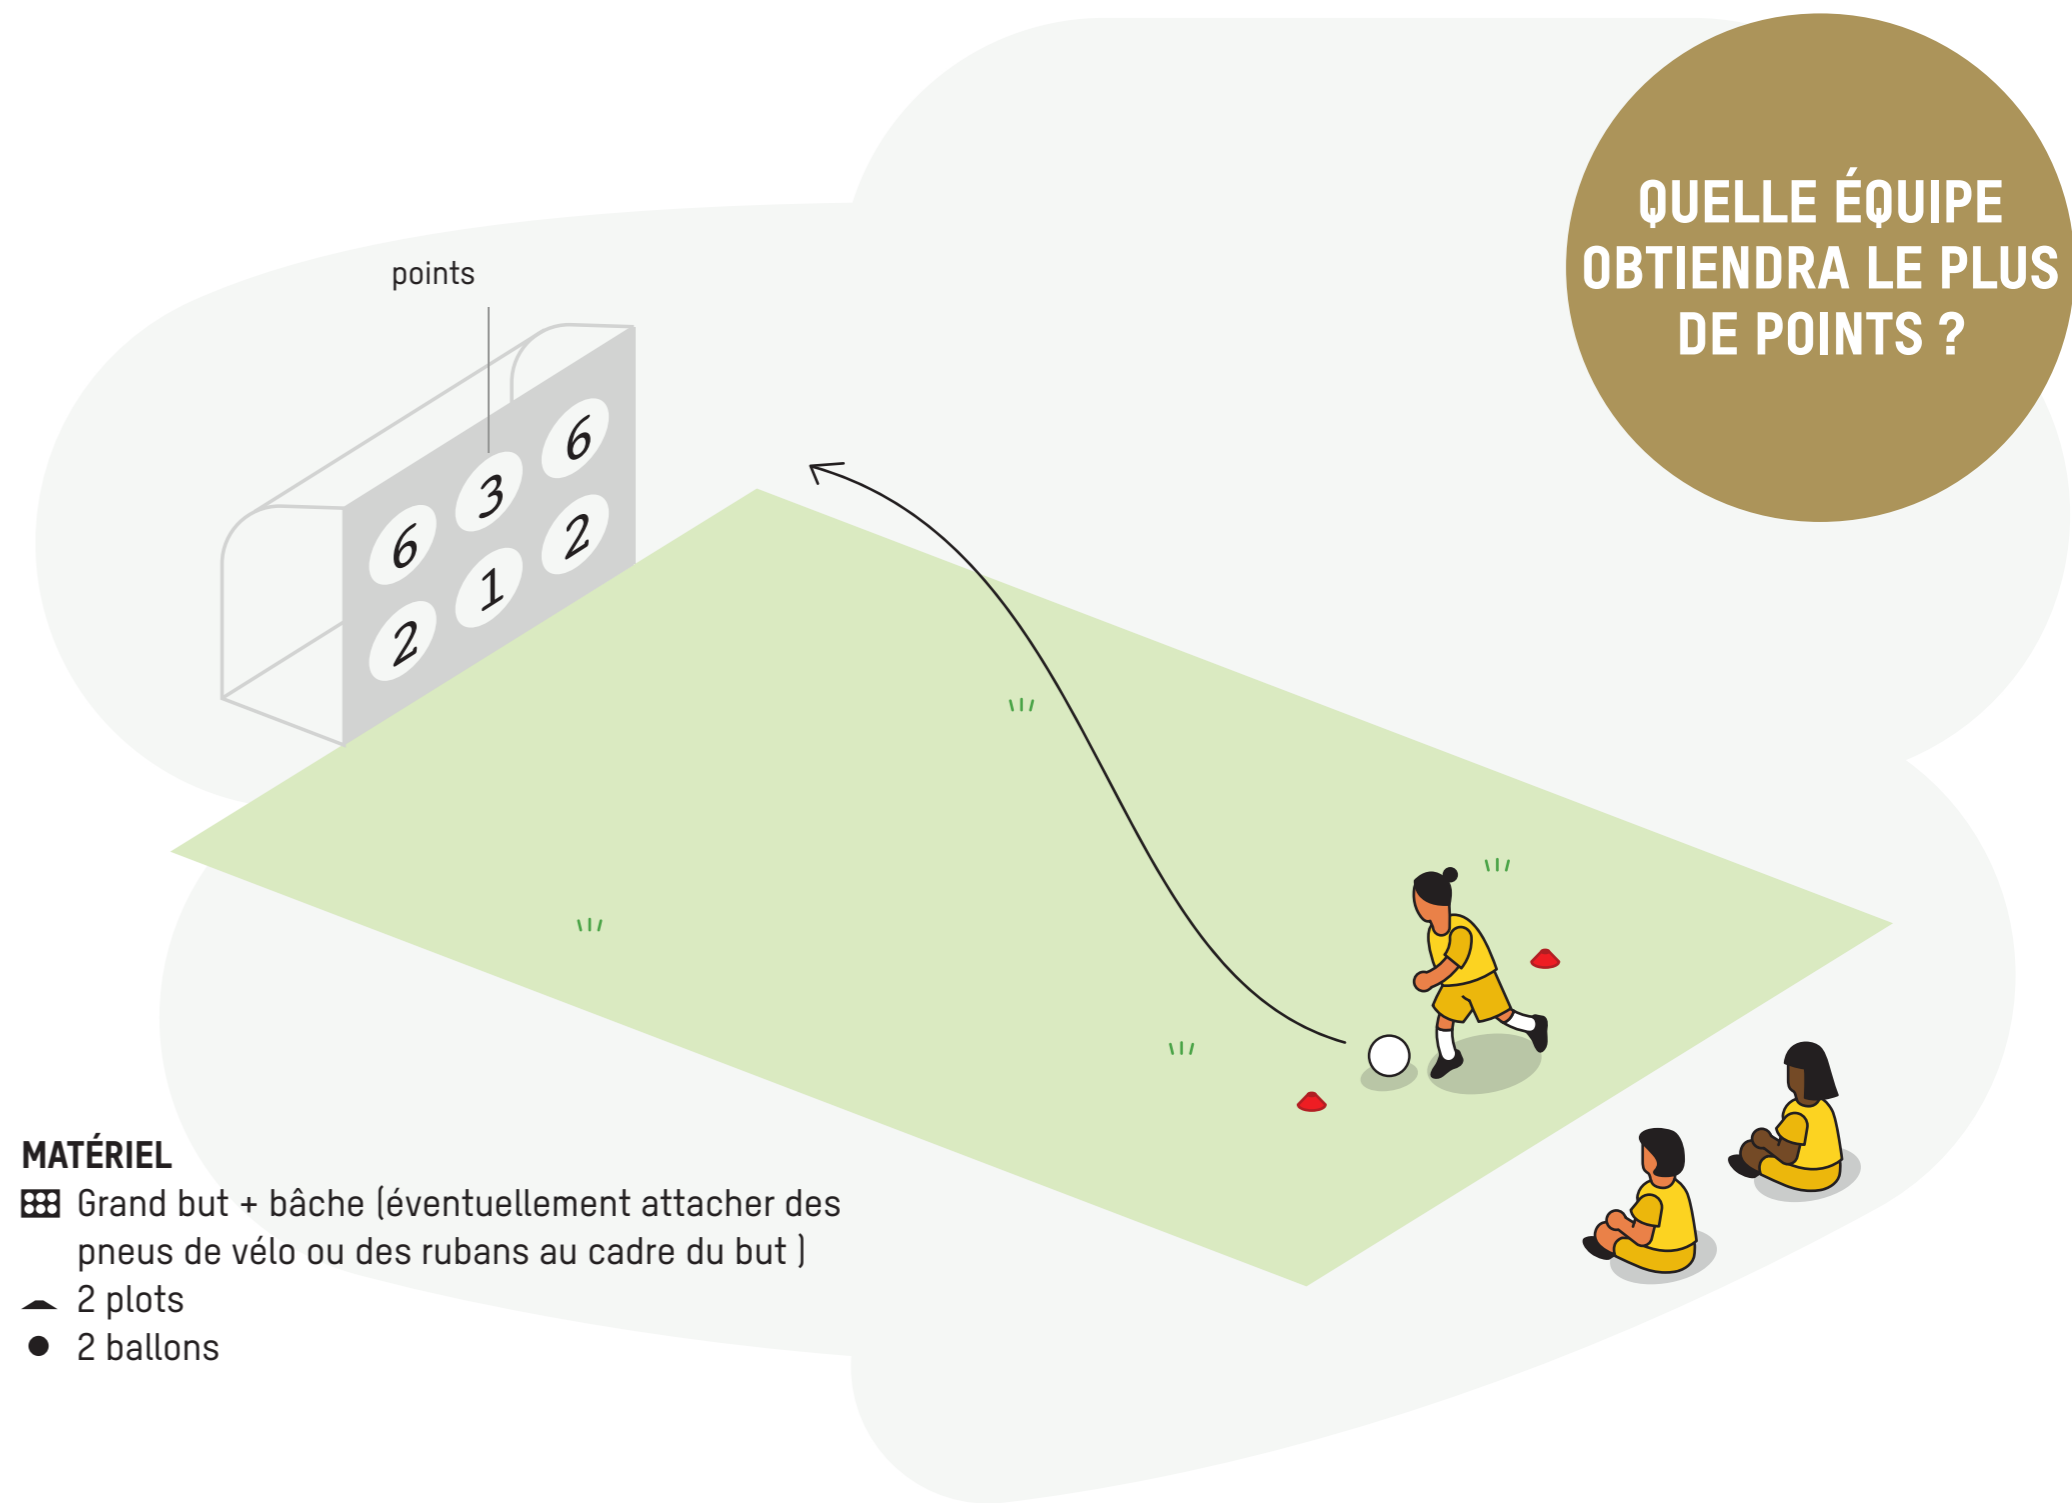 QUELLE ÉQUIPE
OBTIENDRA LE PLUS
DE POINTS ?
points
6 3 6
2 1 2
MATÉRIEL
Grand but + bâche (éventuellement attacher des
pneus de vélo ou des rubans au cadre du but )
2 plots
2 ballons